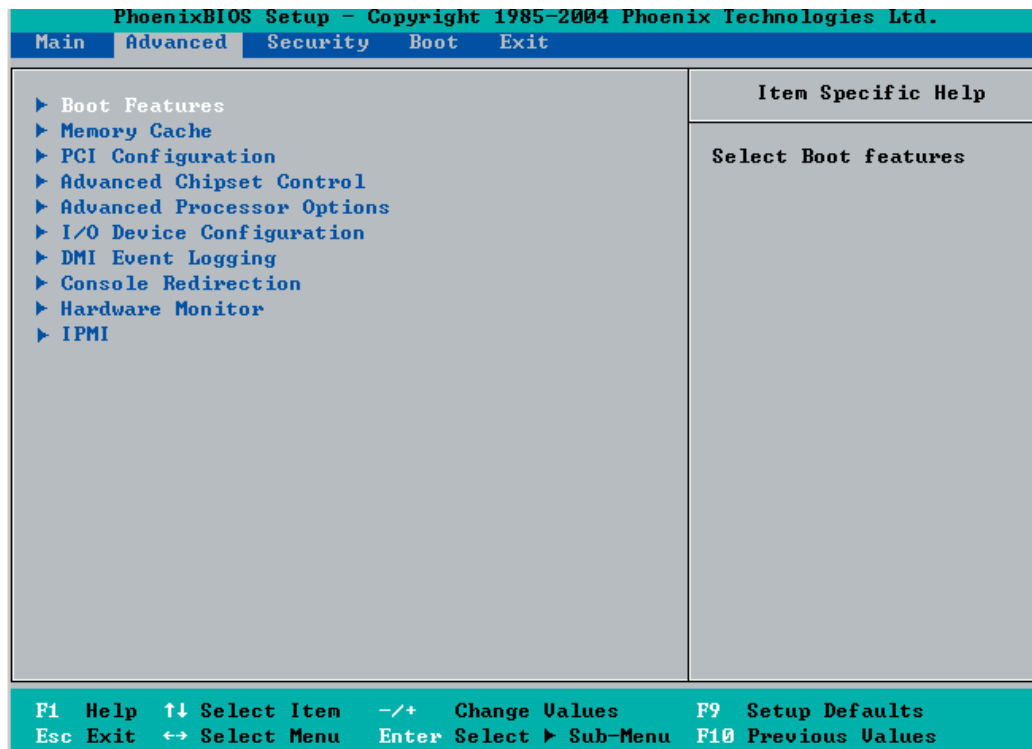 PhoenixBIOS Setup - Copyright 1985-2004 Phoenix Technologies Ltd.
Main Advanced Security Boot Exit
Boot Features
Memory Cache
PCI Configuration
Advanced Chipset Control
Advanced Processor Options
I/O Device Configuration
DMI Event Logging
Console Redirection
Hardware Monitor
IPMI
Item Specific Help
Select Boot features
F1 Help ↑↓ Select Item -/+ Change Values F9 Setup Defaults
Esc Exit ↔ Select Menu Enter Select ▶ Sub-Menu F10 Previous Values